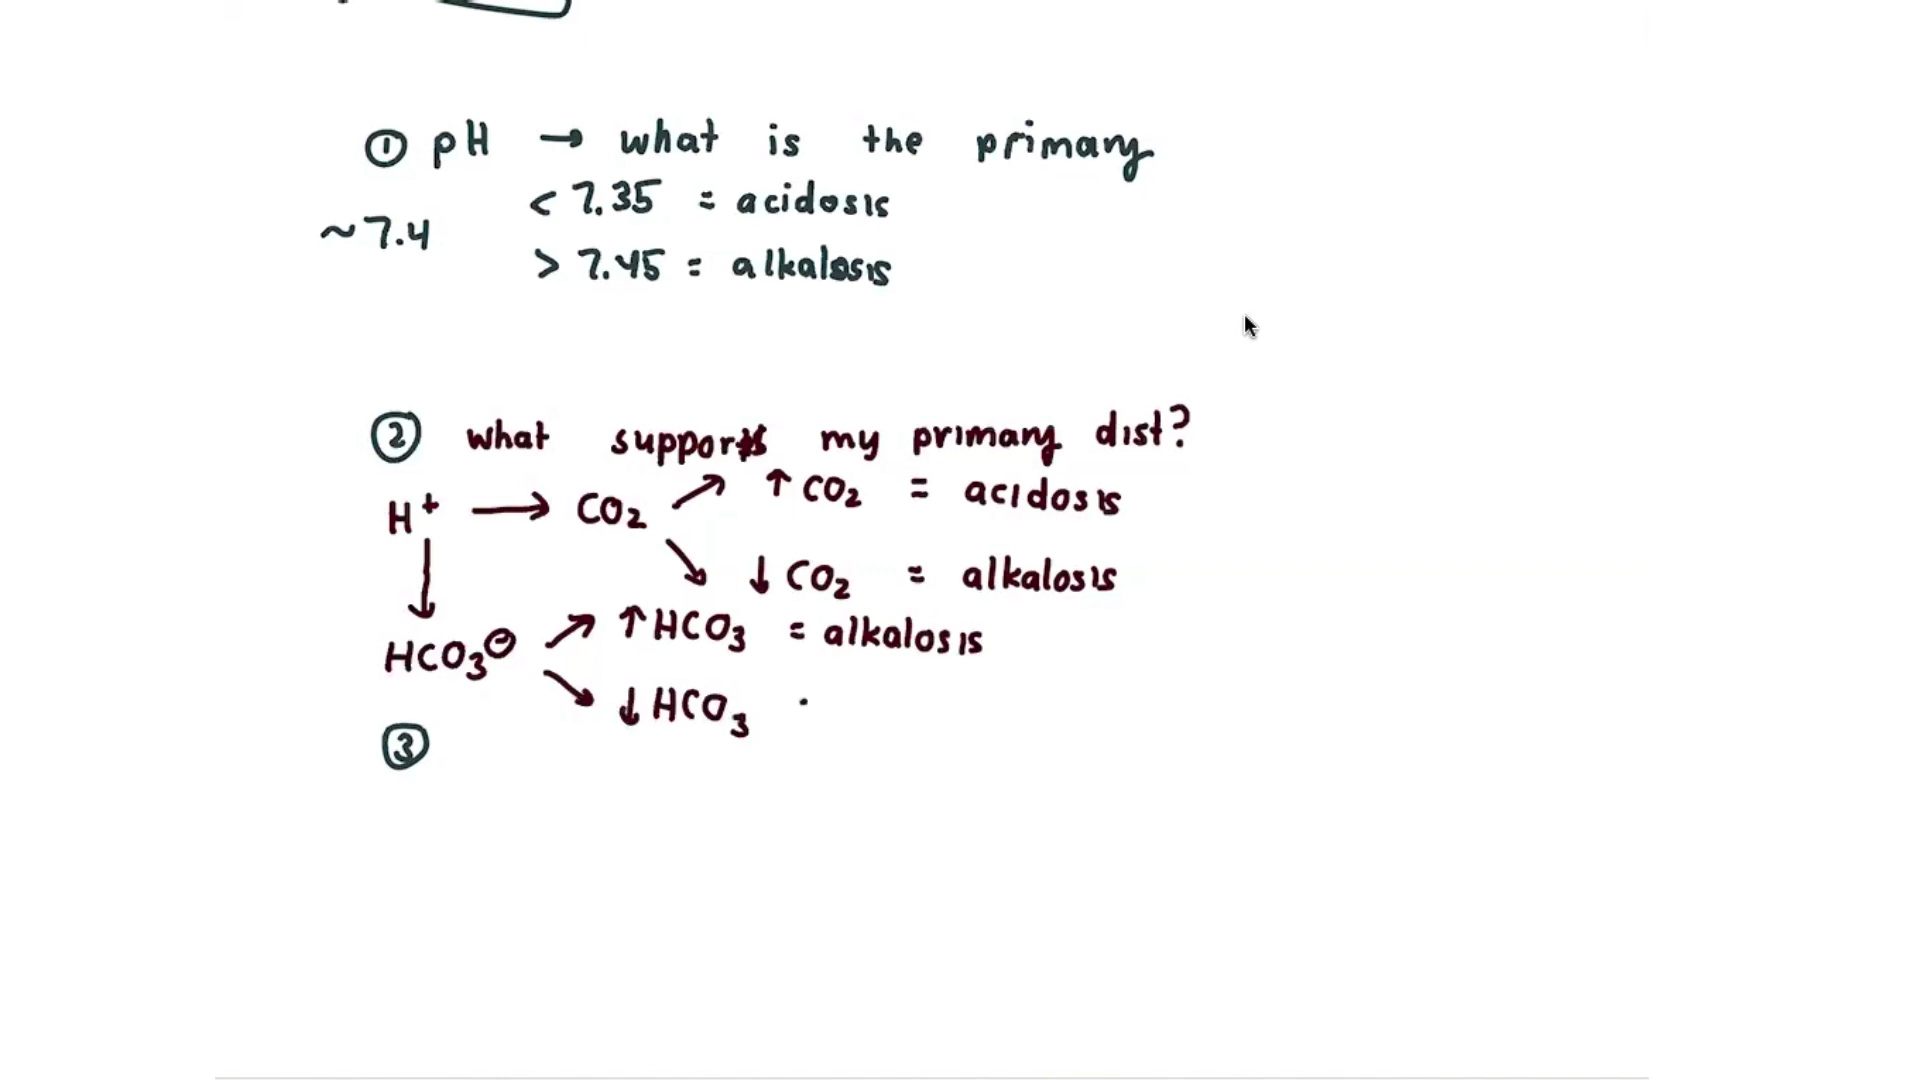 ① pH → what is the primary
< 7.35 = acidosis
~7.4
> 7.45 = alkalosis
② what supports my primary dist?
↑ CO2 = acidosis
H+ → CO2
↓ CO2 = alkalosis
↑ HCO3 = alkalosis
HCO3⊖
↓ HCO3
③